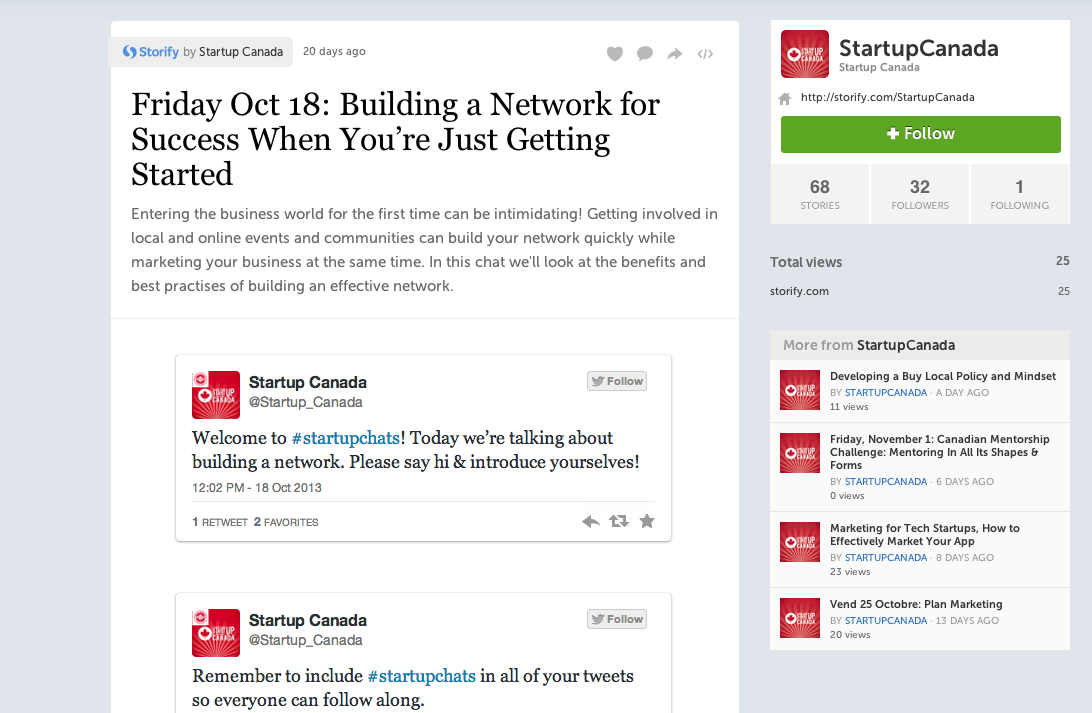 Storify by Startup Canada 20 days ago
Friday Oct 18: Building a Network for
Success When You’re Just Getting
Started
Entering the business world for the first time can be intimidating! Getting involved in
local and online events and communities can build your network quickly while
marketing your business at the same time. In this chat we'll look at the benefits and
best practises of building an effective network.
Startup Canada
@Startup_Canada
Follow
Welcome to #startupchats! Today we’re talking about
building a network. Please say hi & introduce yourselves!
12:02 PM - 18 Oct 2013
1 RETWEET 2 FAVORITES
Startup Canada
@Startup_Canada
Follow
Remember to include #startupchats in all of your tweets
so everyone can follow along.
STARTUP
CANADA
StartupCanada
Startup Canada
http://storify.com/StartupCanada
+ Follow
68 32 1
STORIES FOLLOWERS FOLLOWING
Total views 25
storify.com 25
More from StartupCanada
Developing a Buy Local Policy and Mindset
BY STARTUPCANADA · A DAY AGO
11 views
Friday, November 1: Canadian Mentorship
Challenge: Mentoring In All Its Shapes &
Forms
BY STARTUPCANADA · 6 DAYS AGO
0 views
Marketing for Tech Startups, How to
Effectively Market Your App
BY STARTUPCANADA · 8 DAYS AGO
23 views
Vend 25 Octobre: Plan Marketing
BY STARTUPCANADA · 13 DAYS AGO
20 views